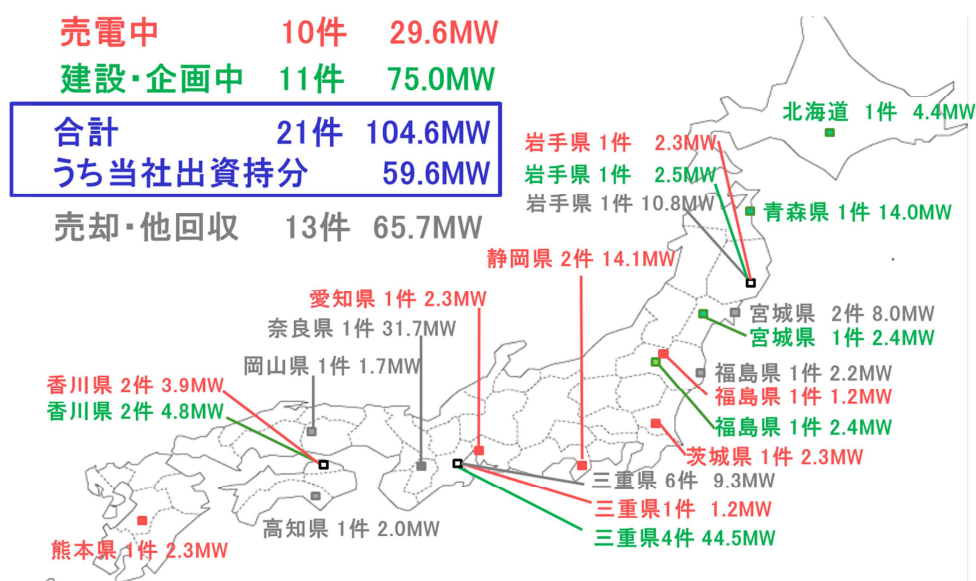 売電中 10件 29.6MW
建設・企画中 11件 75.0MW
合計 21件 104.6MW
うち当社出資持分 59.6MW
売却・他回収 13件 65.7MW
北海道 1件 4.4MW
岩手県 1件 2.3MW
岩手県 1件 2.5MW
岩手県 1件 10.8MW
青森県 1件 14.0MW
静岡県 2件 14.1MW
愛知県 1件 2.3MW
奈良県 1件 31.7MW
岡山県 1件 1.7MW
香川県 2件 3.9MW
香川県 2件 4.8MW
宮城県 2件 8.0MW
宮城県 1件 2.4MW
福島県 1件 2.2MW
福島県 1件 1.2MW
福島県 1件 2.4MW
茨城県 1件 2.3MW
三重県 6件 9.3MW
三重県1件 1.2MW
三重県4件 44.5MW
高知県 1件 2.0MW
熊本県 1件 2.3MW